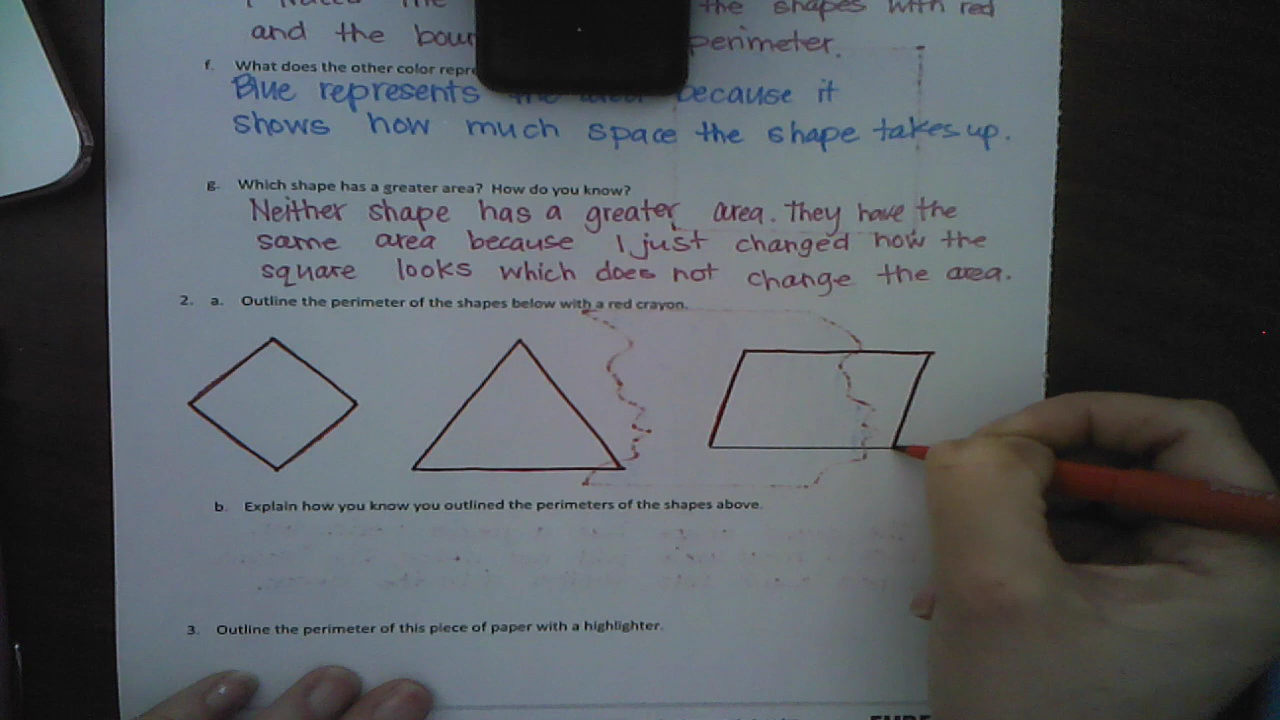 the shapes with red
and the perimeter.
f. What does the other color
Blue represents because it
shows how much space the shape takes up.
g. Which shape has a greater area? How do you know?
Neither shape has a greater area. They have the
same area because I just changed how the
square looks which does not change the area.
2. a. Outline the perimeter of the shapes below with a red crayon.
b. Explain how you know you outlined the perimeters of the shapes above.
3. Outline the perimeter of this piece of paper with a highlighter.